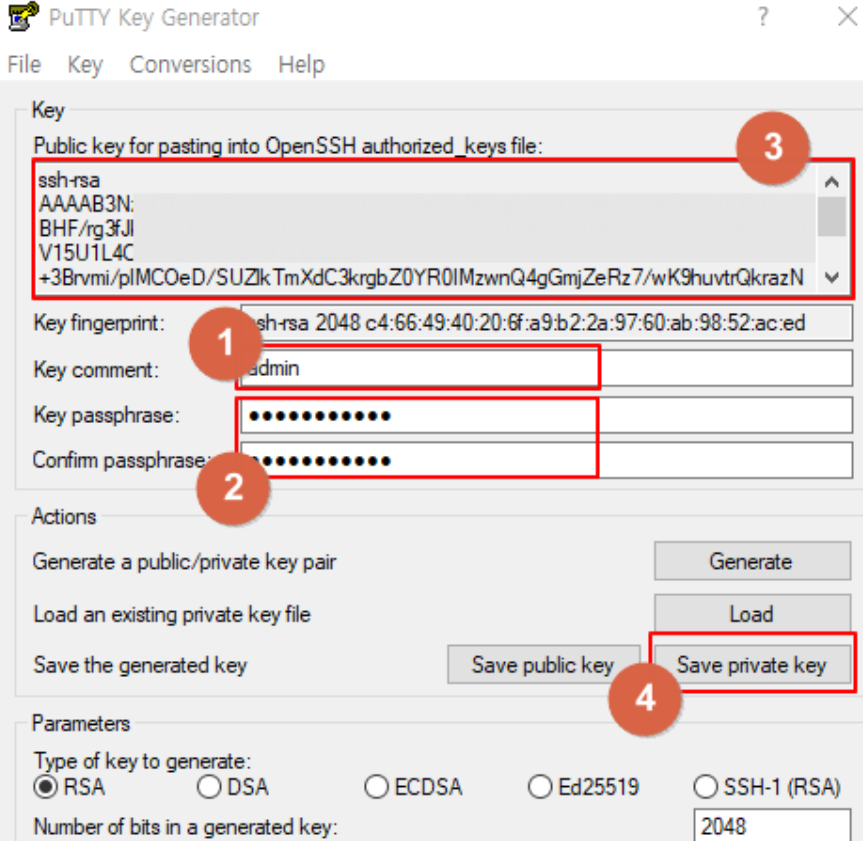 PuTTY Key Generator
File Key Conversions Help
Key
Public key for pasting into OpenSSH authorized_keys file:
3
ssh-rsa
AAAAB3N
BHF/rg3fJ
V15U1L4C
+3Brvmi/pIMCOeD/SUZlkTmXdC3krgbZ0YR0IMzwnQ4gGmjZeRz7/wK9huvtrQkrazN
Key fingerprint: sh-rsa 2048 c4:66:49:40:20:6f:a9:b2:2a:97:60:ab:98:52:ac:ed
1
Key comment: admin
Key passphrase: ●●●●●●●●●●●
Confirm passphrase: ●●●●●●●●●●●
2
Actions
Generate a public/private key pair Generate
Load an existing private key file Load
Save the generated key Save public key Save private key
4
Parameters
Type of key to generate:
RSA DSA ECDSA Ed25519 SSH-1 (RSA)
Number of bits in a generated key: 2048